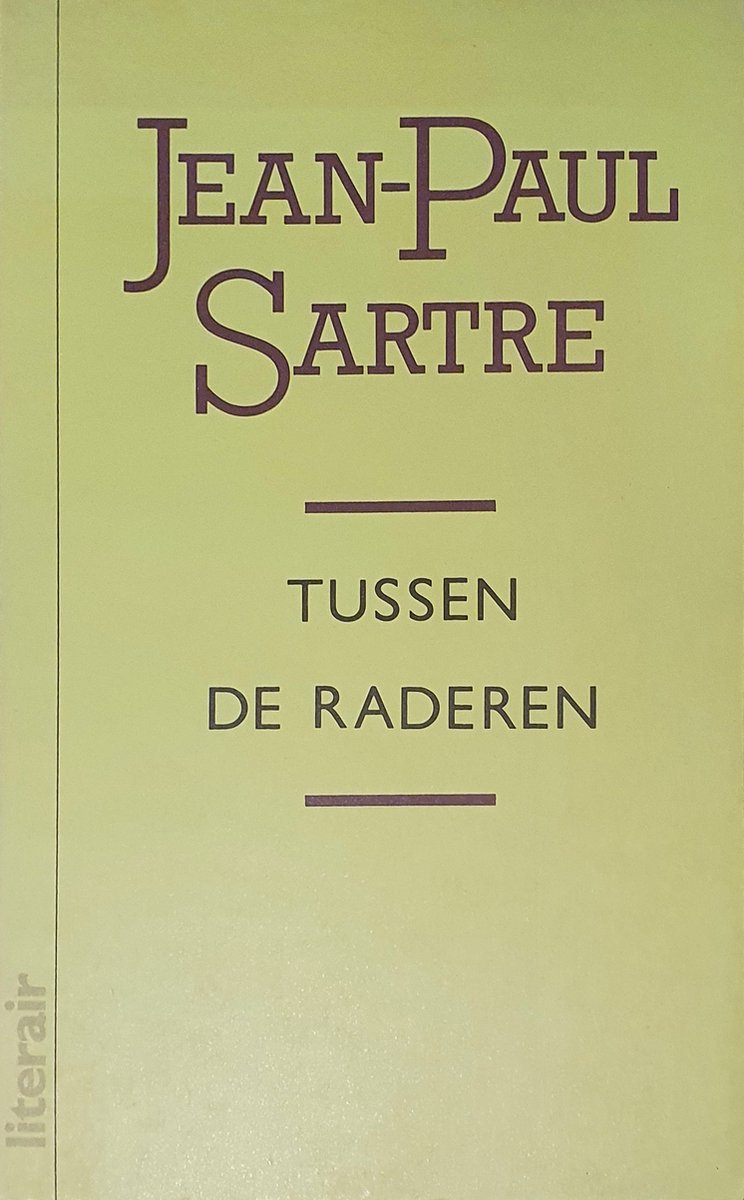 JEAN-PAUL
SARTRE
TUSSEN
DE RADEREN
literair